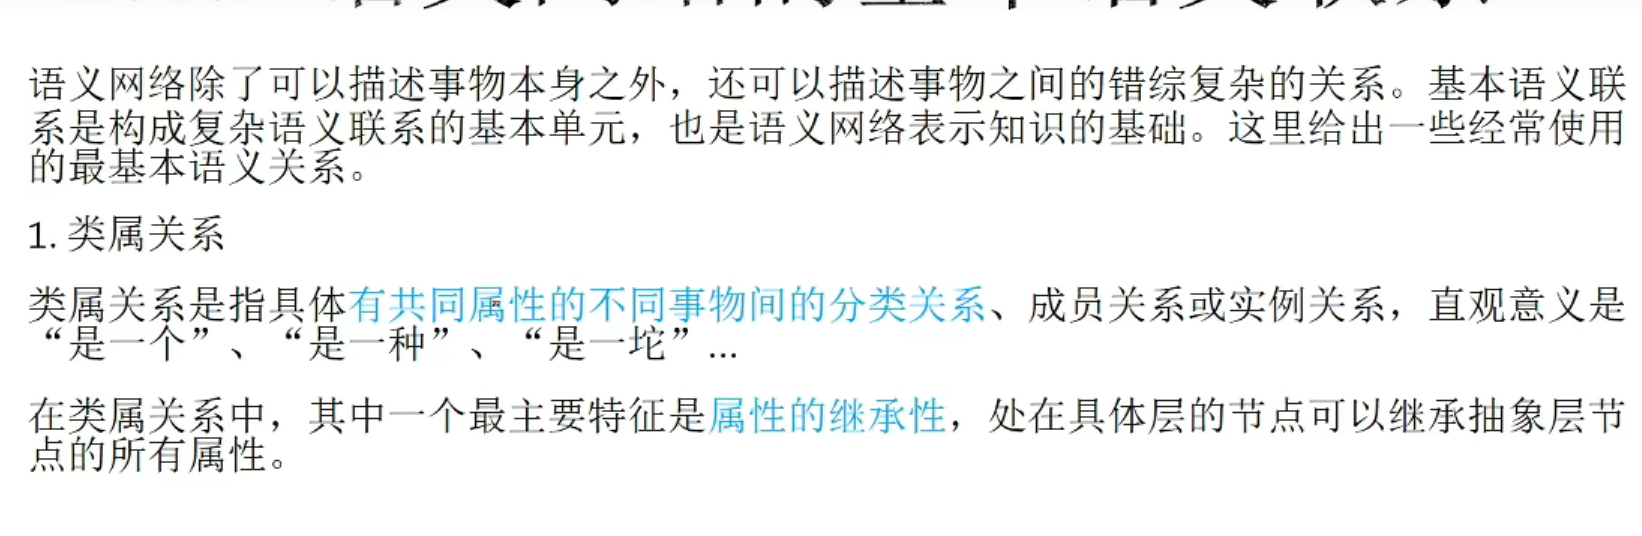 语义网络除了可以描述事物本身之外，还可以描述事物之间的错综复杂的关系。基本语义联
系是构成复杂语义联系的基本单元，也是语义网络表示知识的基础。这里给出一些经常使用
的最基本语义关系。
1. 类属关系
类属关系是指具体有共同属性的不同事物间的分类关系、成员关系或实例关系，直观意义是
“是一个”、“是一种”、“是一坨”...
在类属关系中，其中一个最主要特征是属性的继承性，处在具体层的节点可以继承抽象层节
点的所有属性。